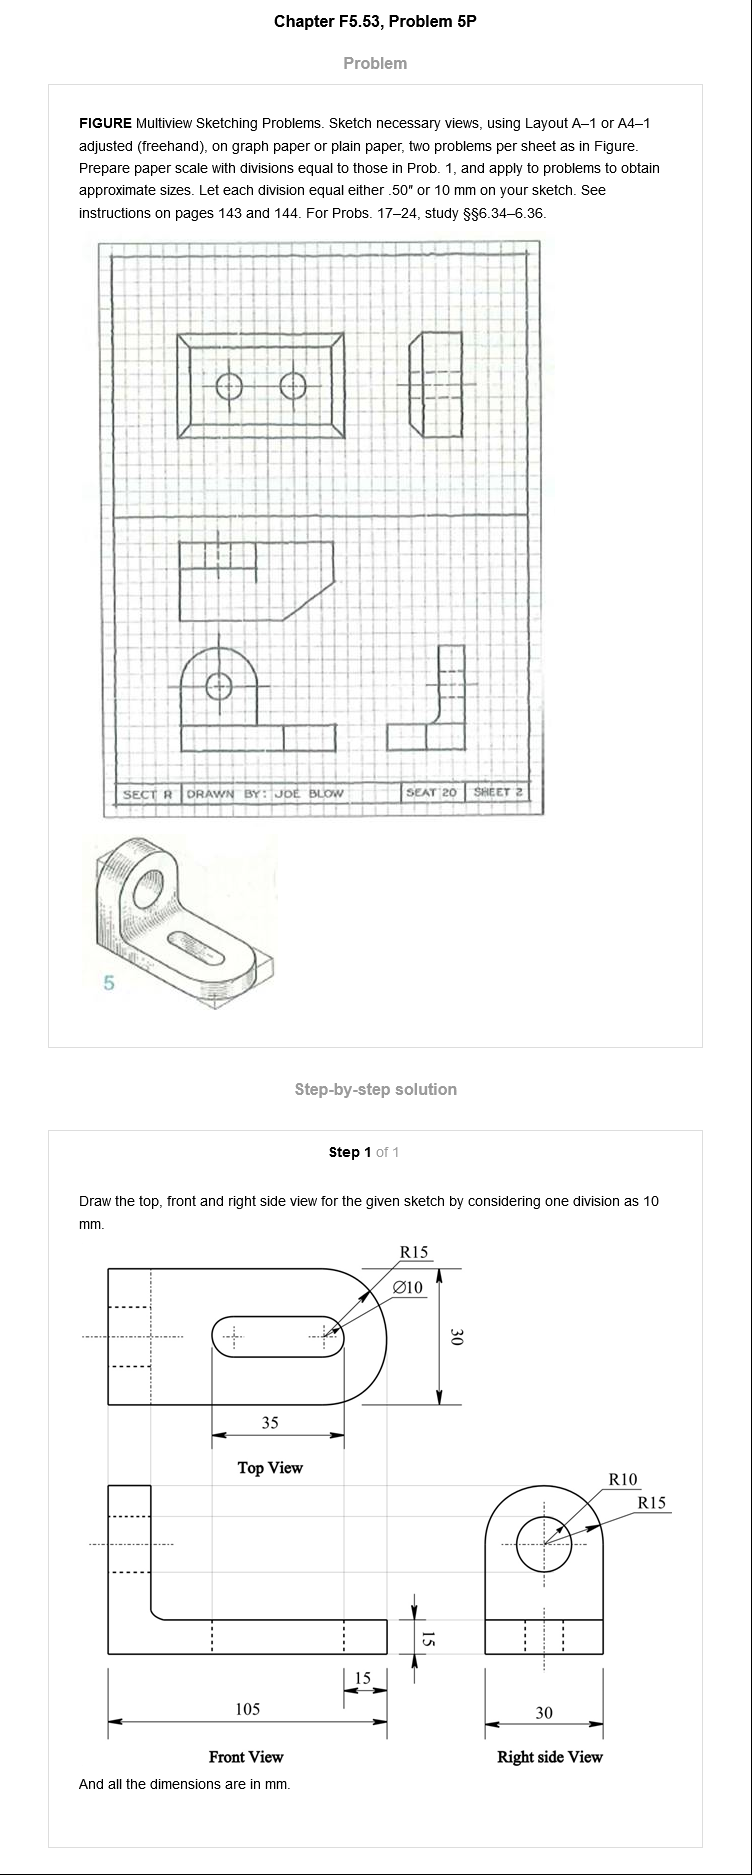 Chapter F5.53, Problem 5P
Problem
FIGURE Multiview Sketching Problems. Sketch necessary views, using Layout A–1 or A4–1
adjusted (freehand), on graph paper or plain paper, two problems per sheet as in Figure.
Prepare paper scale with divisions equal to those in Prob. 1, and apply to problems to obtain
approximate sizes. Let each division equal either .50″ or 10 mm on your sketch. See
instructions on pages 143 and 144. For Probs. 17–24, study §§6.34–6.36.
SECT R DRAWN BY: JOE BLOW SEAT 20 SHEET 2
5
Step-by-step solution
Step 1 of 1
Draw the top, front and right side view for the given sketch by considering one division as 10
mm.
R15
∅10
30
35
Top View
R10
R15
15
15
105
30
Front View
Right side View
And all the dimensions are in mm.